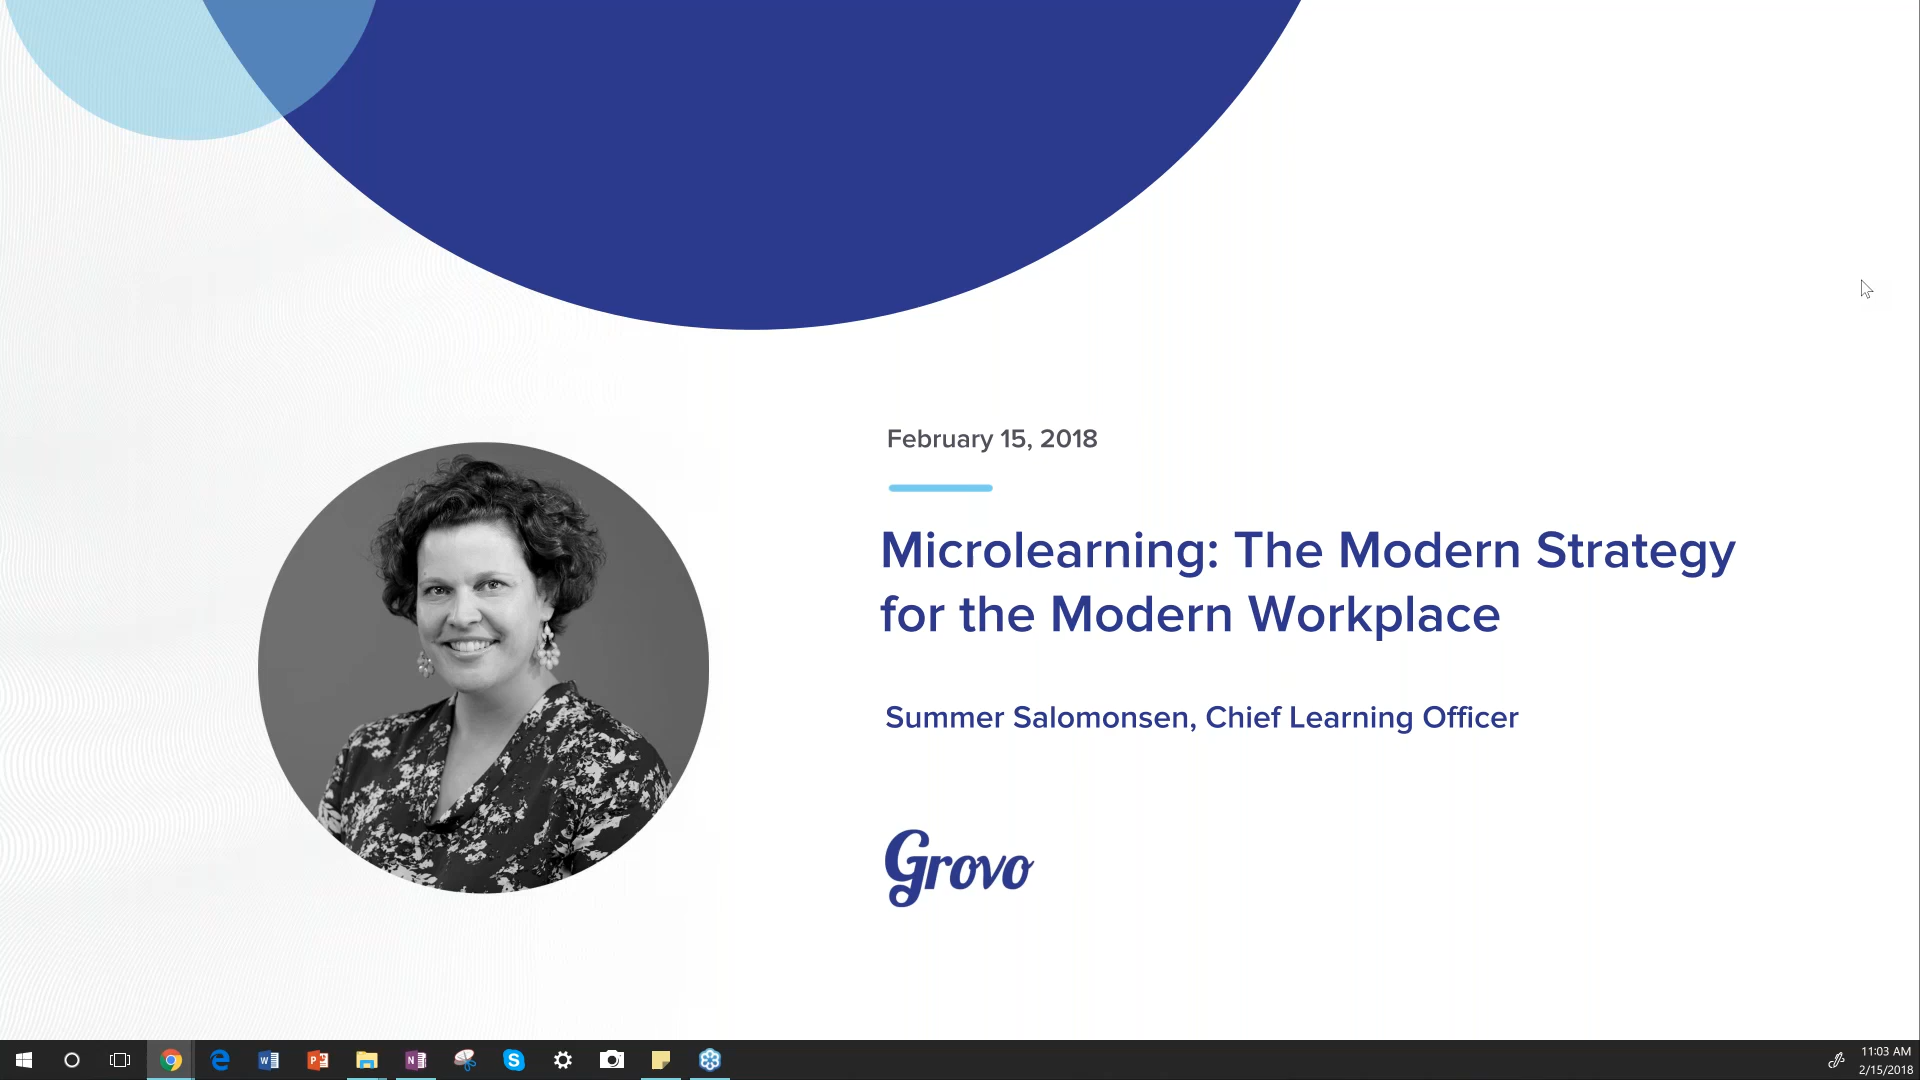 February 15, 2018
Microlearning: The Modern Strategy
for the Modern Workplace
Summer Salomonsen, Chief Learning Officer
Grovo
11:03 AM
2/15/2018